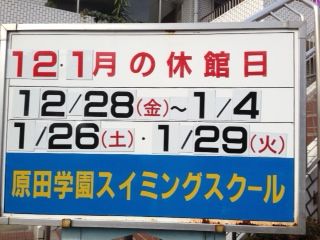 12・1月の休館日
12/28(金)～1/4
1/26(土)・1/29(火)
原田学園スイミングスクール